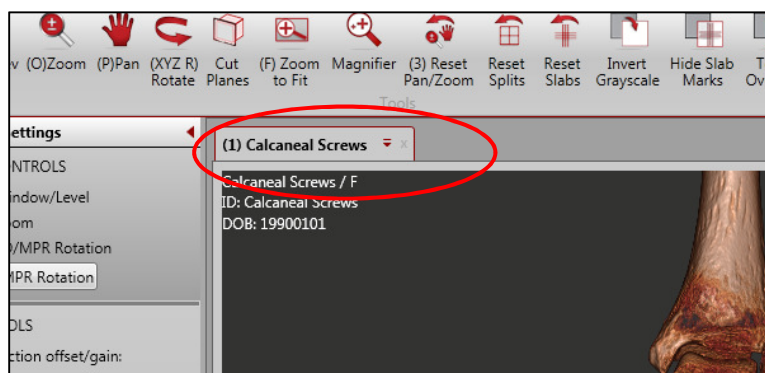 (O)Zoom (P)Pan (XYZ R) Cut (F) Zoom Magnifier (3) Reset Reset Reset Invert Hide Slab
Rotate Planes to Fit Pan/Zoom Splits Slabs Grayscale Marks
Tools
ettings
(1) Calcaneal Screws x
NTROLS
indow/Level
oom
/MPR Rotation
MPR Rotation
OLS
ction offset/gain:
Calcaneal Screws / F
ID: Calcaneal Screws
DOB: 19900101